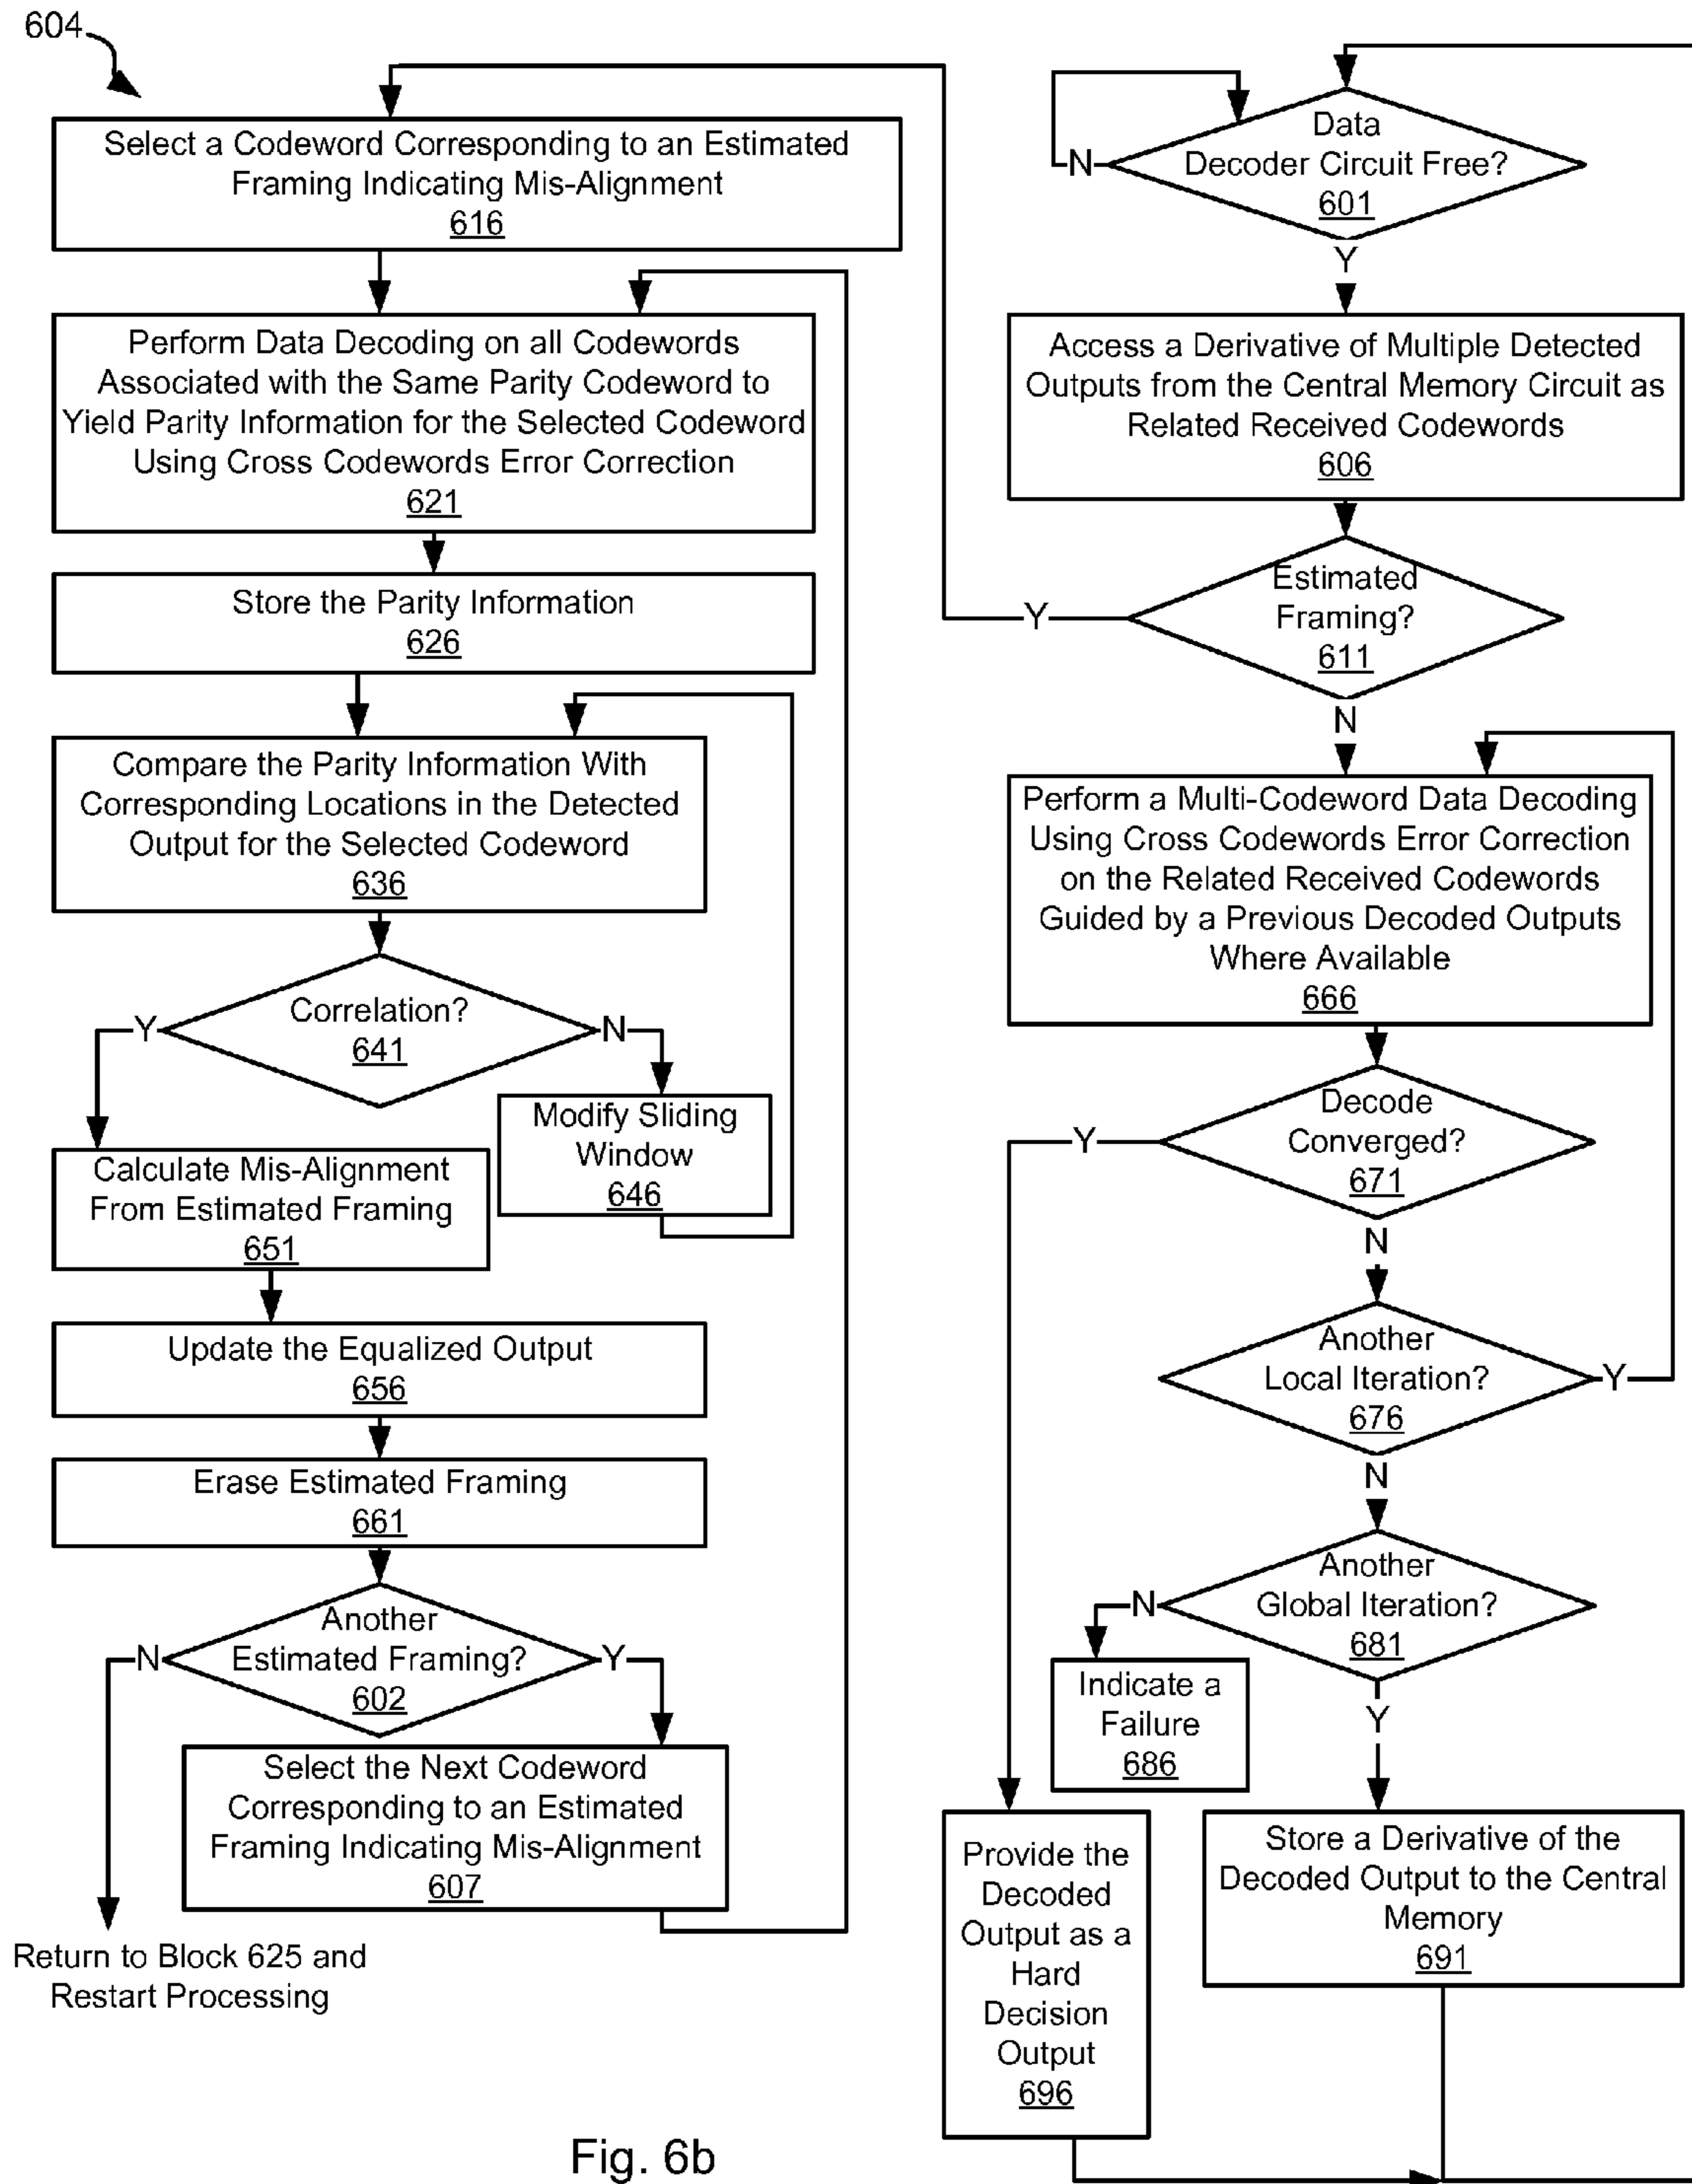 604
Select a Codeword Corresponding to an Estimated
Framing Indicating Mis-Alignment
616
Perform Data Decoding on all Codewords
Associated with the Same Parity Codeword to
Yield Parity Information for the Selected Codeword
Using Cross Codewords Error Correction
621
Store the Parity Information
626
Compare the Parity Information With
Corresponding Locations in the Detected
Output for the Selected Codeword
636
Correlation?
641
Y
N
Modify Sliding
Window
646
Calculate Mis-Alignment
From Estimated Framing
651
Update the Equalized Output
656
Erase Estimated Framing
661
Another
Estimated Framing?
602
N
Y
Select the Next Codeword
Corresponding to an Estimated
Framing Indicating Mis-Alignment
607
Return to Block 625 and
Restart Processing
Data
Decoder Circuit Free?
601
N
Y
Access a Derivative of Multiple Detected
Outputs from the Central Memory Circuit as
Related Received Codewords
606
Estimated
Framing?
611
Y
N
Perform a Multi-Codeword Data Decoding
Using Cross Codewords Error Correction
on the Related Received Codewords
Guided by a Previous Decoded Outputs
Where Available
666
Decode
Converged?
671
Y
N
Another
Local Iteration?
676
Y
N
Another
Global Iteration?
681
N
Y
Indicate a
Failure
686
Provide the
Decoded
Output as a
Hard
Decision
Output
696
Store a Derivative of the
Decoded Output to the Central
Memory
691
Fig. 6b